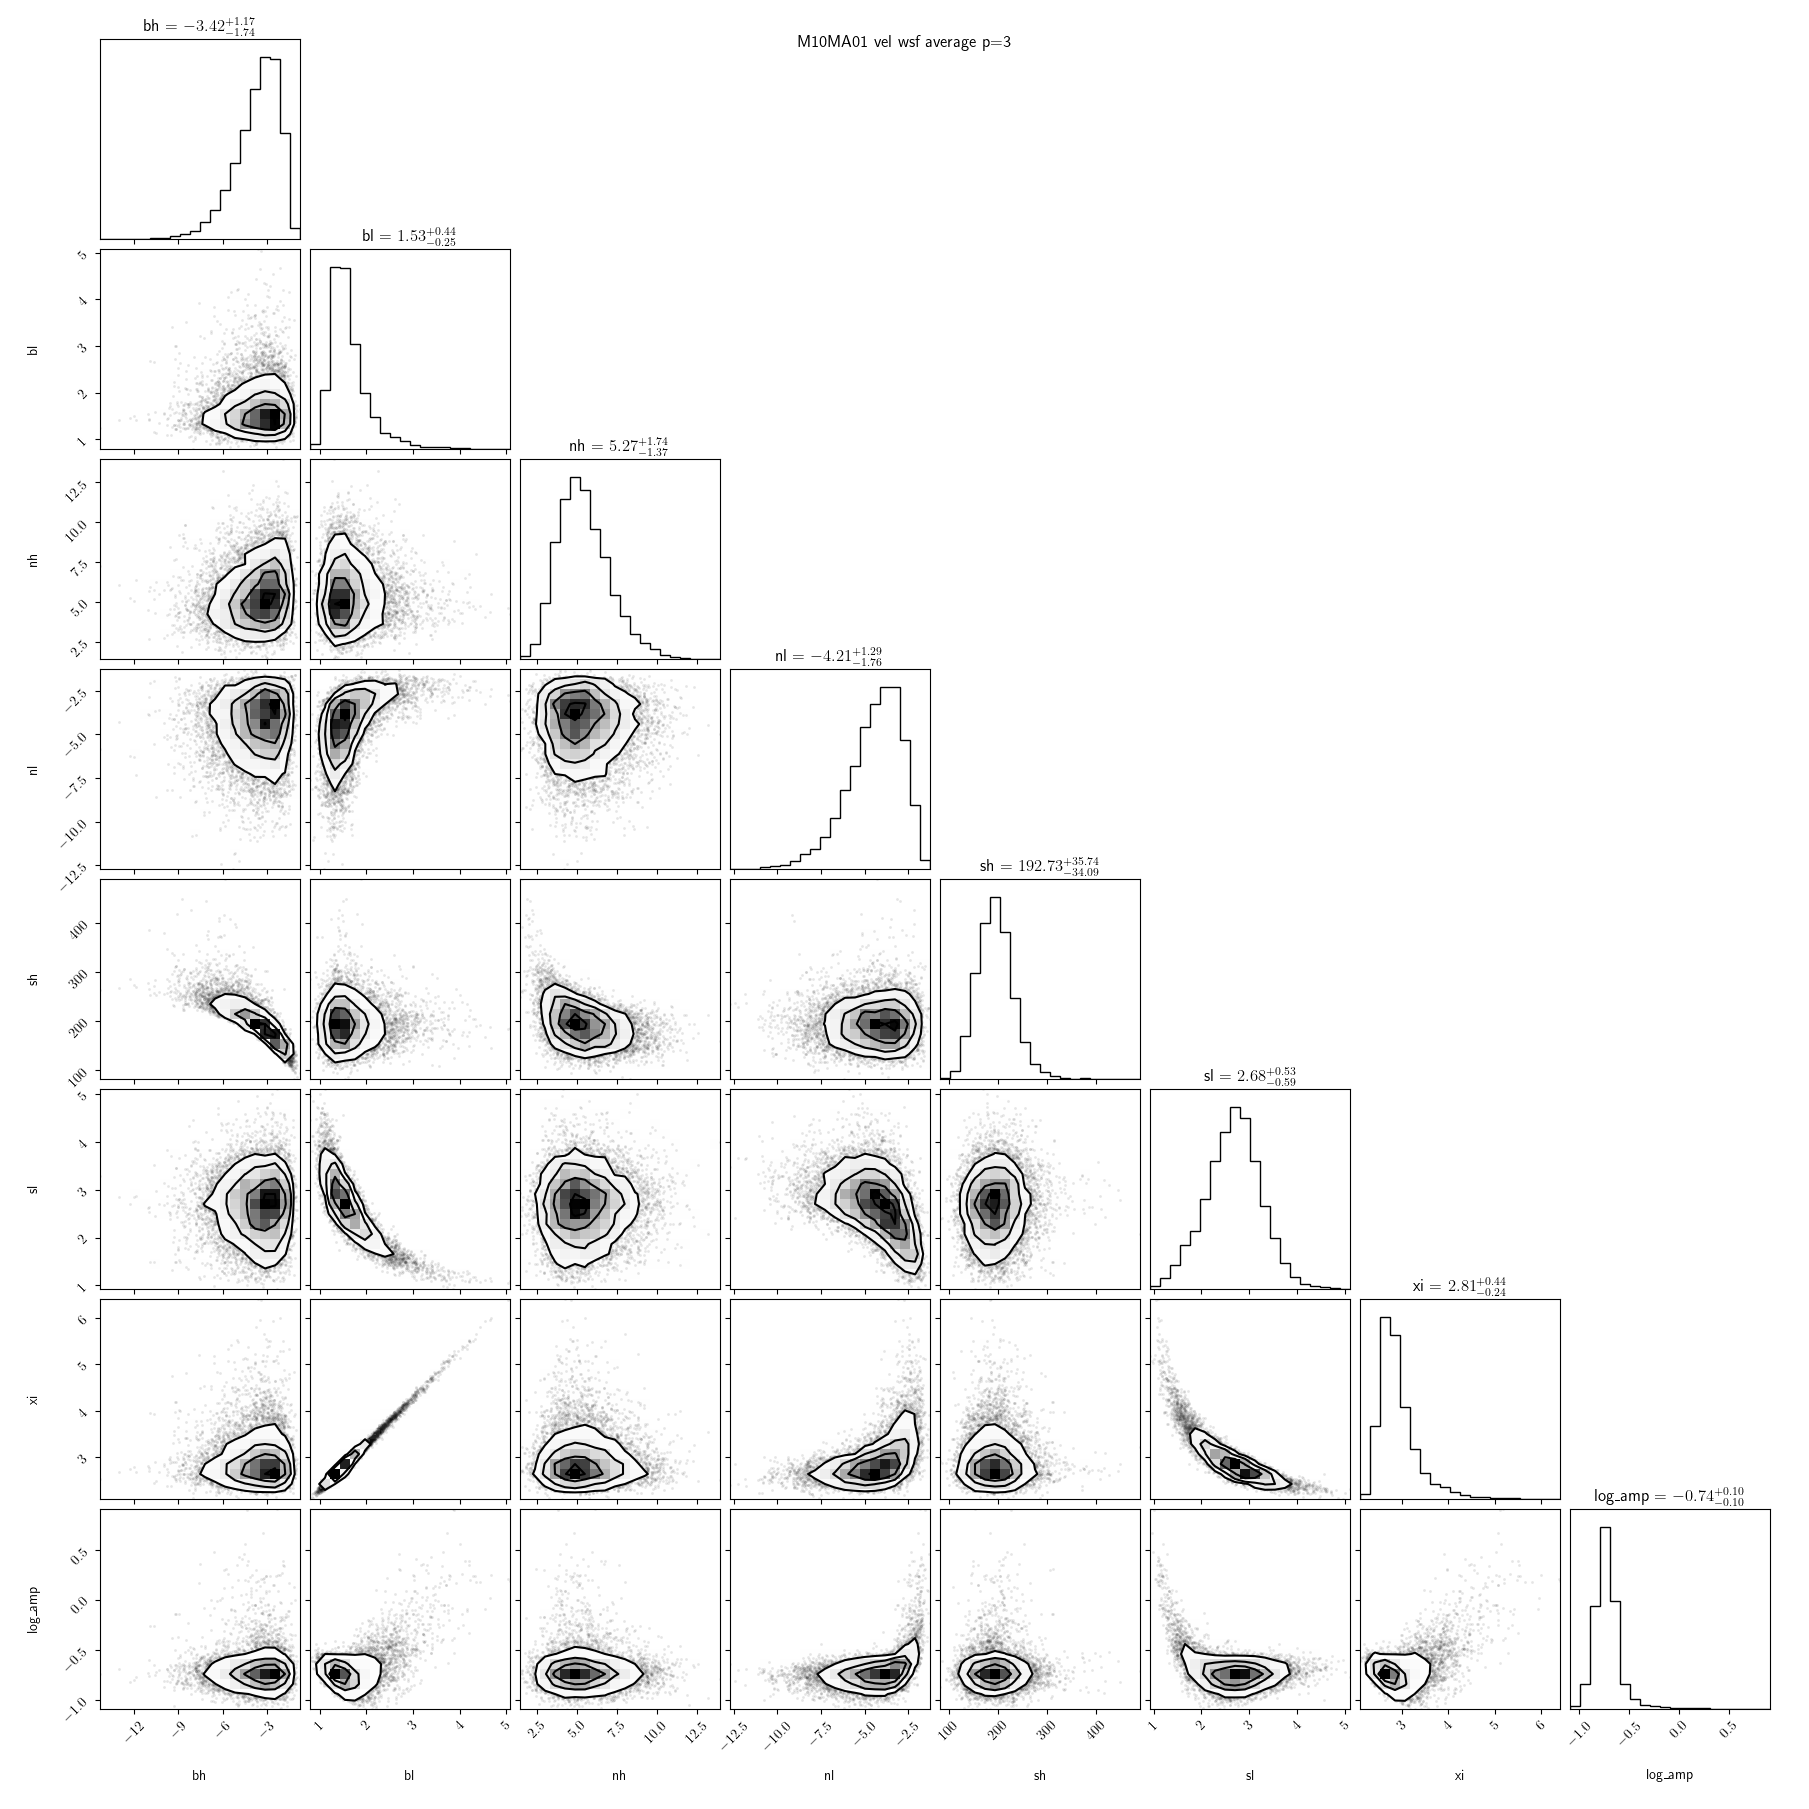 bh = −3.42+1.17 −1.74
M10MA01 vel wsf average p=3
bl = 1.53+0.44 −0.25
5
4
3
2
1
bl
nh = 5.27+1.74 −1.37
12.5
10.0
7.5
5.0
2.5
nh
nl = −4.21+1.29 −1.76
−2.5
−5.0
−7.5
−10.0
−12.5
nl
sh = 192.73+35.74 −34.09
400
300
200
100
sh
sl = 2.68+0.53 −0.59
5
4
3
2
1
sl
xi = 2.81+0.44 −0.24
6
5
4
3
xi
log_amp = −0.74+0.10 −0.10
0.5
0.0
−0.5
−1.0
log_amp
−12 −9 −6 −3 1 2 3 4 5 2.5 5.0 7.5 10.0 12.5 −12.5 −10.0 −7.5 −5.0 −2.5 100 200 300 400 1 2 3 4 5 3 4 5 6 −1.0 −0.5 0.0 0.5
bh bl nh nl sh sl xi log_amp